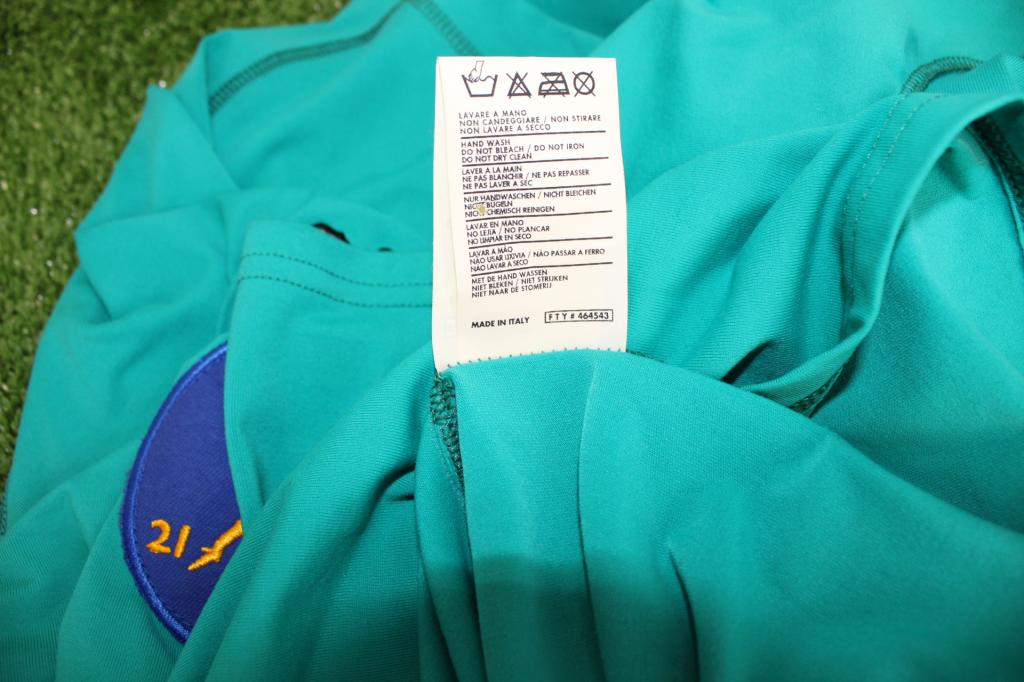 LAVARE A MANO
NON CANDEGGIARE / NON STIRARE
NON LAVARE A SECCO
HAND WASH
DO NOT BLEACH / DO NOT IRON
DO NOT DRY CLEAN
LAVER A LA MAIN
NE PAS BLANCHIR / NE PAS REPASSER
NE PAS LAVER A SEC
NUR HANDWASCHEN / NICHT BLEICHEN
BÜGELN
CHEMISCH REINIGEN
LAVAR EN MANO
NO LEJIA / NO PLANCAR
NO LIMPIAR EN SECO
LAVAR A MÃO
NÃO USAR LIXIVIA / NÃO PASSAR A FERRO
NAO LAVAR A SECO
MET DE HAND WASSEN
NIET BLEKEN / NIET STRIJKEN
NIET NAAR DE STOMERIJ
MADE IN ITALY FTY # 464543
21